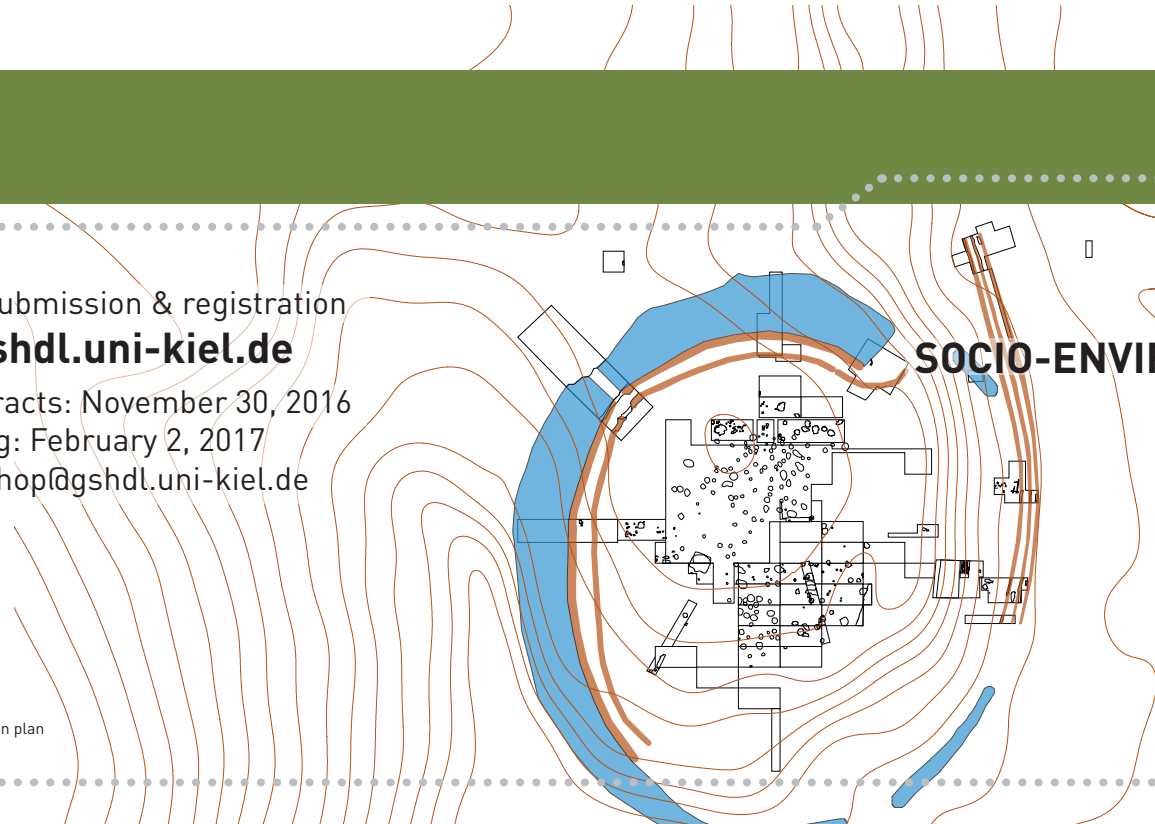 ubmission & registration
shdl.uni-kiel.de
SOCIO-ENVI
racts: November 30, 2016
g: February 2, 2017
hop@gshdl.uni-kiel.de
n plan